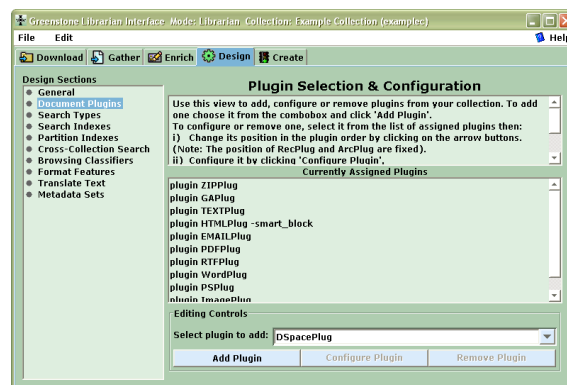 Greenstone Librarian Interface Mode: Librarian Collection: Example Collection (examplec)
File Edit Help
Download Gather Enrich Design Create
Design Sections
General
Document Plugins
Search Types
Search Indexes
Partition Indexes
Cross-Collection Search
Browsing Classifiers
Format Features
Translate Text
Metadata Sets
Plugin Selection & Configuration
Use this view to add, configure or remove plugins from your collection. To add
one choose it from the combobox and click 'Add Plugin'.
To configure or remove one, select it from the list of assigned plugins then:
i) Change its position in the plugin order by clicking on the arrow buttons.
(Note: The position of RecPlug and ArcPlug are fixed).
ii) Configure it by clicking 'Configure Plugin',
Currently Assigned Plugins
plugin ZIPPlug
plugin GAPlug
plugin TEXTPlug
plugin HTMLPlug -smart_block
plugin EMAILPlug
plugin PDFPlug
plugin RTFPlug
plugin WordPlug
plugin PSPlug
plugin ImagePlug
Editing Controls
Select plugin to add: DSpacePlug
Add Plugin Configure Plugin Remove Plugin